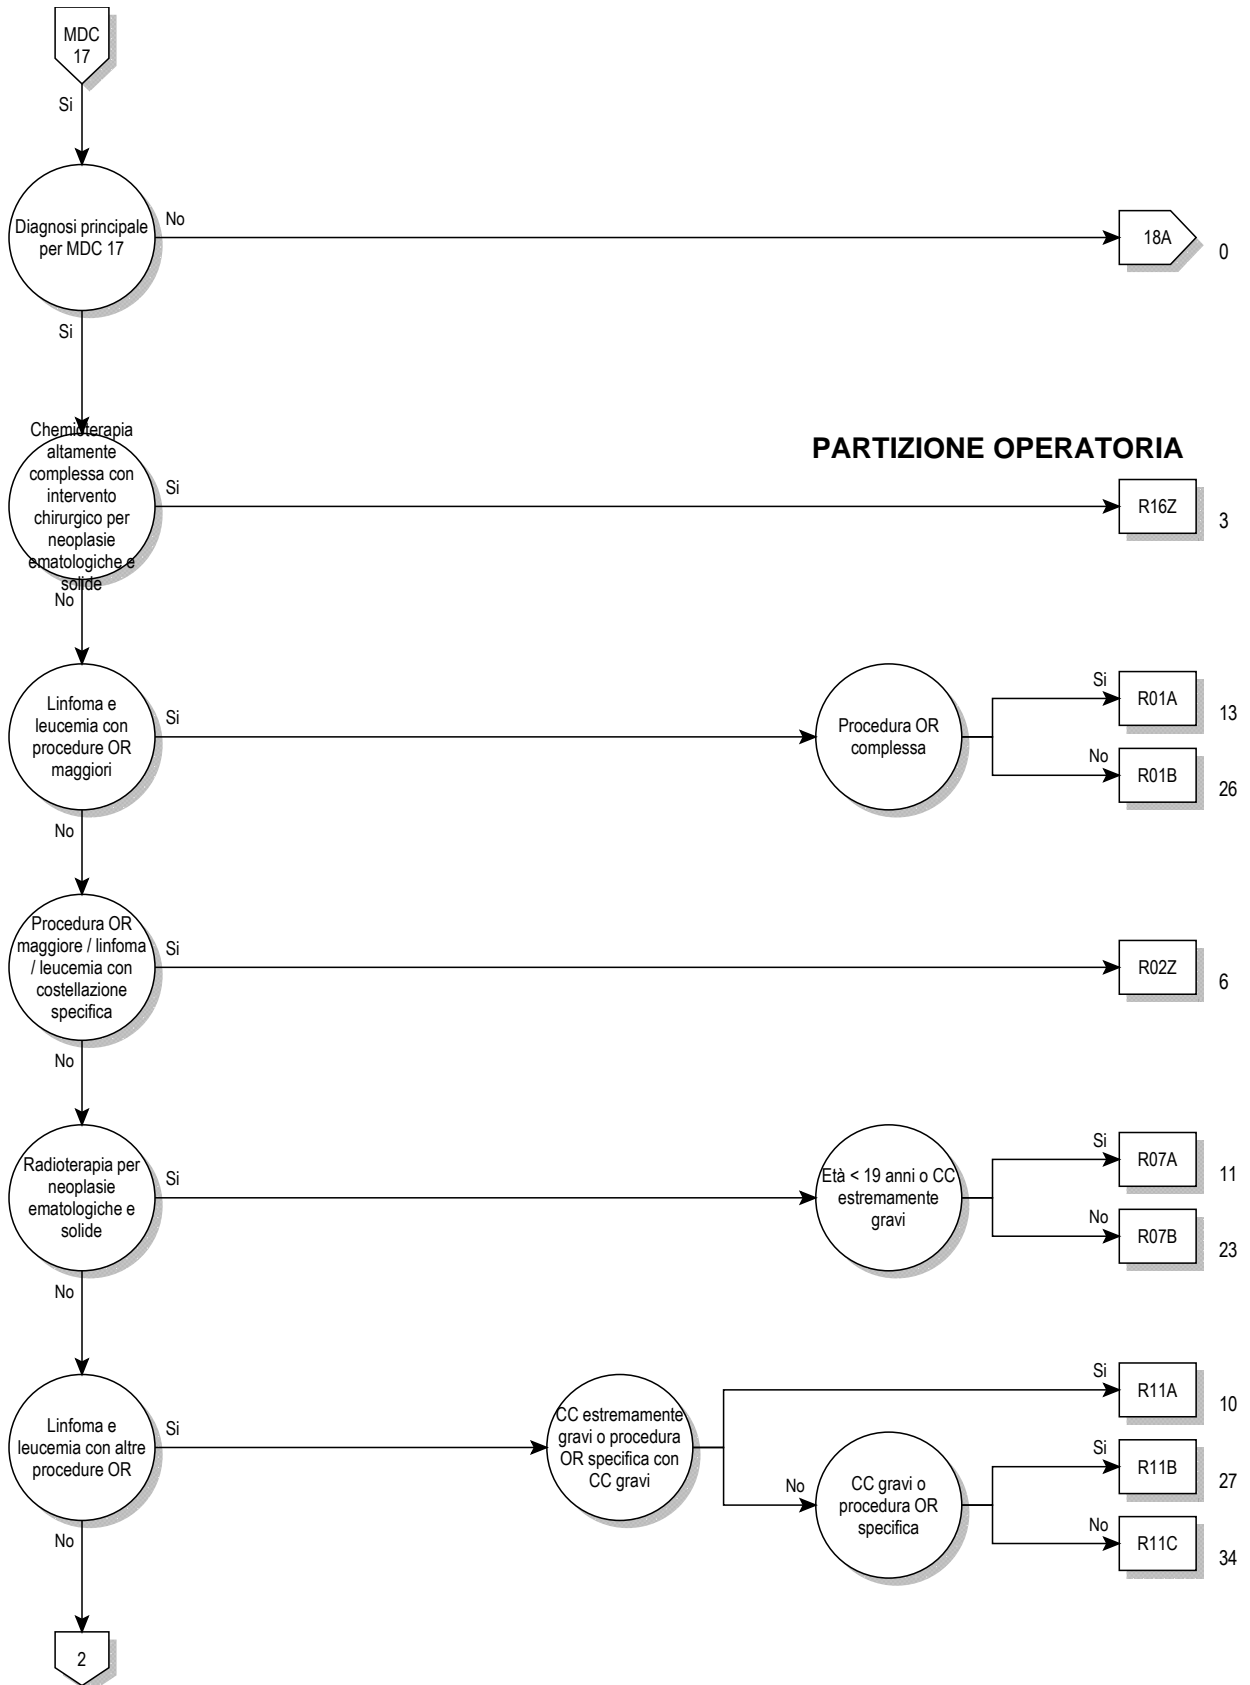 MDC
17
Si
Diagnosi principale
per MDC 17
No
18A
0
Si
PARTIZIONE OPERATORIA
Chemioterapia
altamente
complessa con
intervento
chirurgico per
neoplasie
ematologiche e
solide
Si
R16Z
3
No
Linfoma e
leucemia con
procedure OR
maggiori
Si
Procedura OR
complessa
Si
R01A
13
No
R01B
26
No
Procedura OR
maggiore / linfoma
/ leucemia con
costellazione
specifica
Si
R02Z
6
No
Radioterapia per
neoplasie
ematologiche e
solide
Si
Età < 19 anni o CC
estremamente
gravi
Si
R07A
11
No
R07B
23
No
Linfoma e
leucemia con altre
procedure OR
Si
CC estremamente
gravi o procedura
OR specifica con
CC gravi
Si
R11A
10
No
CC gravi o
procedura OR
specifica
Si
R11B
27
No
R11C
34
No
2